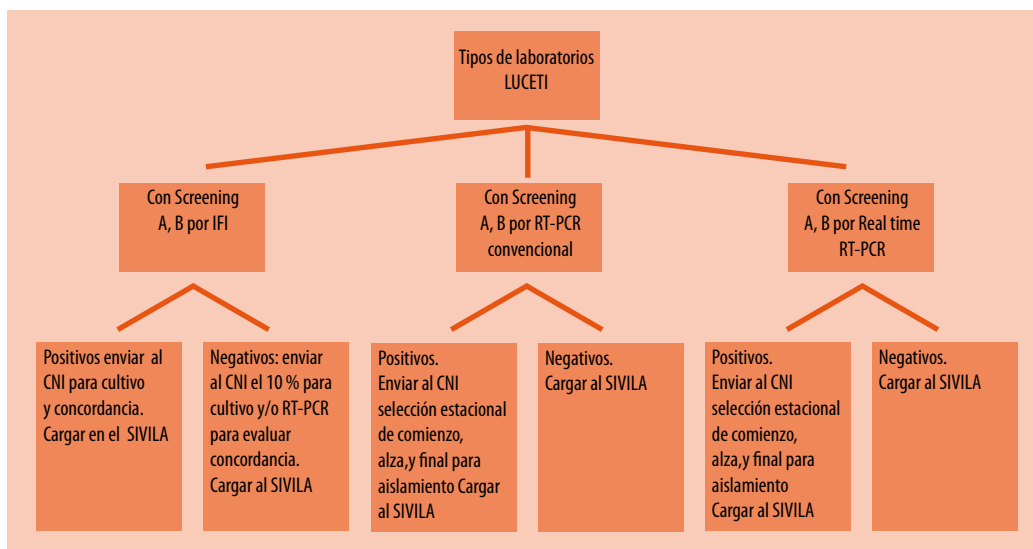 Tipos de laboratorios
LUCETI
Con Screening
A, B por IFI
Con Screening
A, B por RT-PCR
convencional
Con Screening
A, B por Real time
RT-PCR
Positivos enviar al
CNI para cultivo
y concordancia.
Cargar en el SIVILA
Negativos: enviar
al CNI el 10 % para
cultivo y/o RT-PCR
para evaluar
concordancia.
Cargar al SIVILA
Positivos.
Enviar al CNI
selección estacional
de comienzo,
alza,y final para
aislamiento Cargar
al SIVILA
Negativos.
Cargar al SIVILA
Positivos.
Enviar al CNI
selección estacional
de comienzo,
alza,y final para
aislamiento
Cargar al SIVILA
Negativos.
Cargar al SIVILA